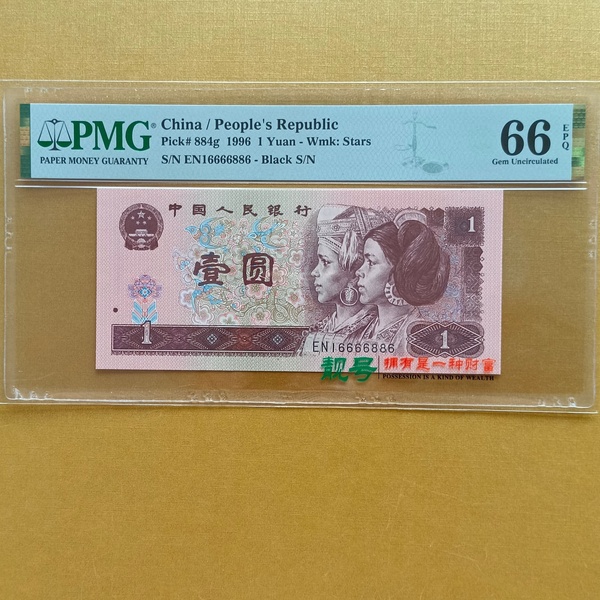 PMG®
PAPER MONEY GUARANTY
China / People's Republic
Pick# 884g 1996 1 Yuan - Wmk: Stars
S/N EN16666886 - Black S/N
66 EPQ
Gem Uncirculated
中国人民银行
1
壹圆
1
1
EN16666886
靓号 拥有是一种财富
POSSESSION IS A KIND OF WEALTH